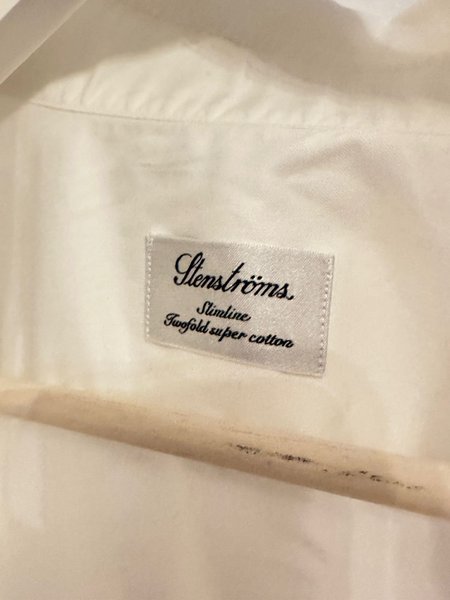 Stenströms
Slimline
Twofold super cotton